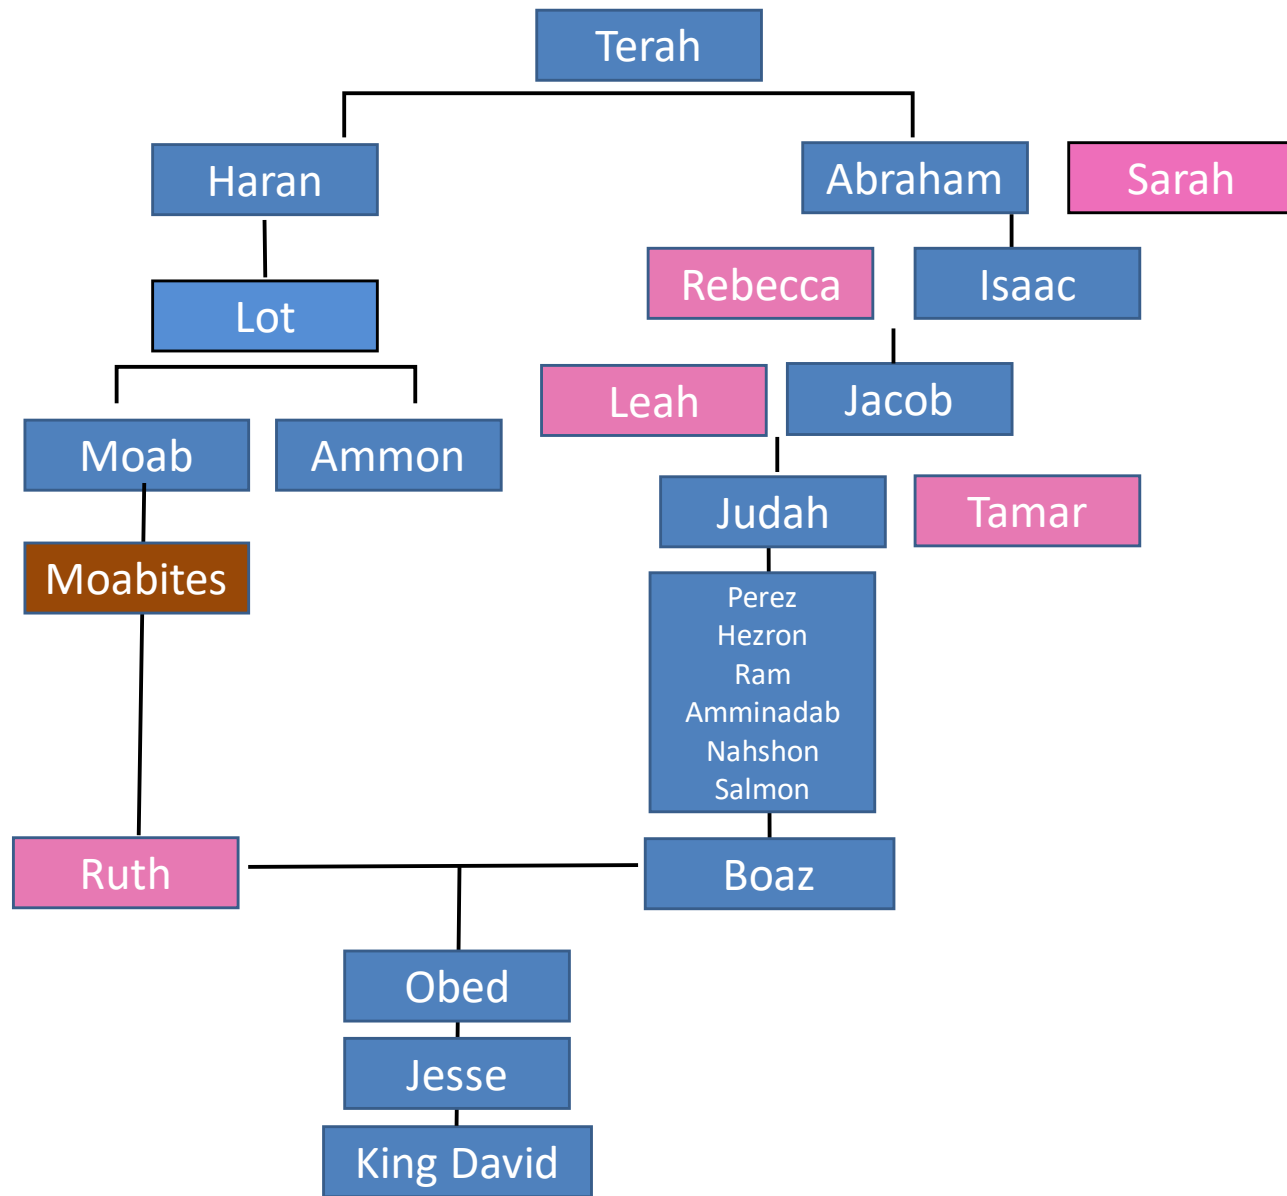 Terah
Haran
Abraham
Sarah
Rebecca
Isaac
Lot
Leah
Jacob
Moab
Ammon
Judah
Tamar
Moabites
Perez
Hezron
Ram
Amminadab
Nahshon
Salmon
Ruth
Boaz
Obed
Jesse
King David